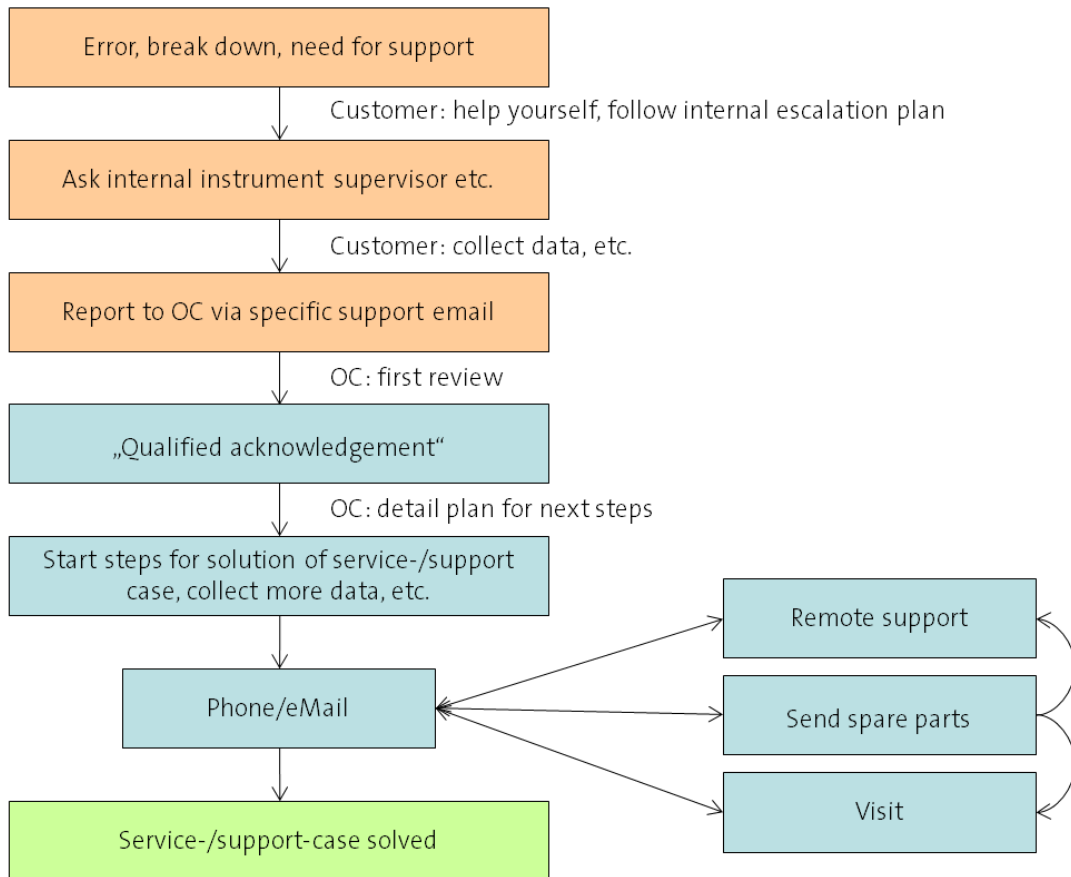 Error, break down, need for support
Customer: help yourself, follow internal escalation plan
Ask internal instrument supervisor etc.
Customer: collect data, etc.
Report to OC via specific support email
OC: first review
„Qualified acknowledgement“
OC: detail plan for next steps
Start steps for solution of service-/support
case, collect more data, etc.
Remote support
Phone/eMail
Send spare parts
Visit
Service-/support-case solved